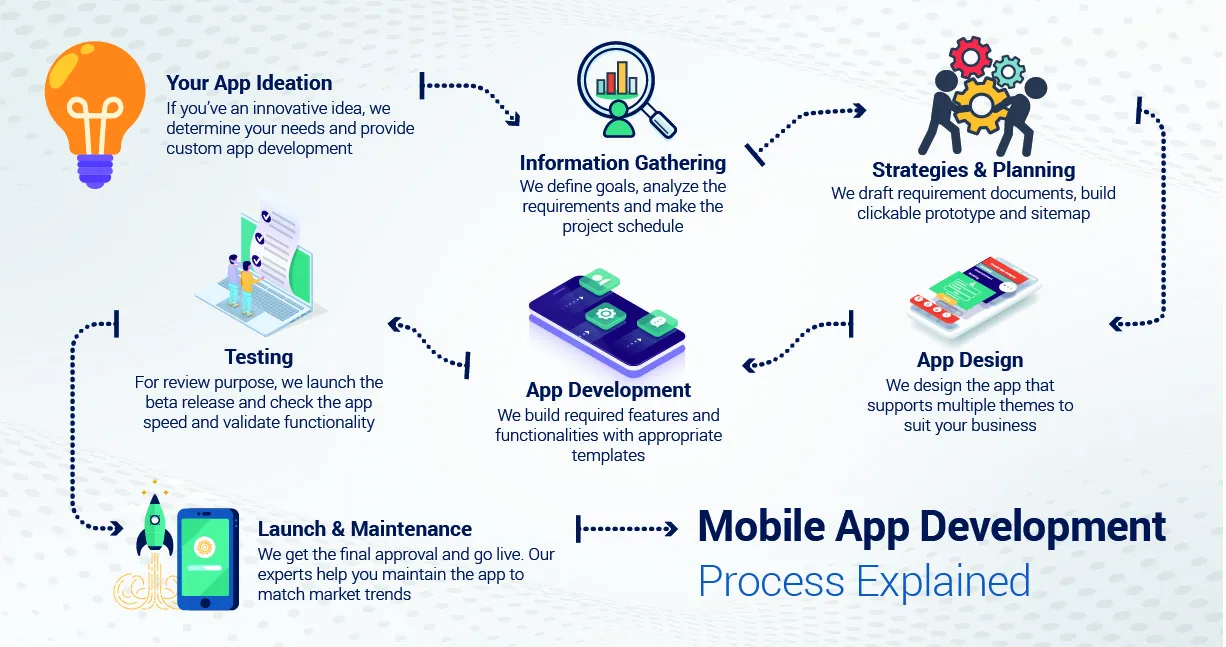 Your App Ideation
If you've an innovative idea, we
determine your needs and provide
custom app development
Information Gathering
We define goals, analyze the
requirements and make the
project schedule
Strategies & Planning
We draft requirement documents, build
clickable prototype and sitemap
App Design
We design the app that
supports multiple themes to
suit your business
App Development
We build required features and
functionalities with appropriate
templates
Testing
For review purpose, we launch the
beta release and check the app
speed and validate functionality
Launch & Maintenance
We get the final approval and go live. Our
experts help you maintain the app to
match market trends
Mobile App Development
Process Explained